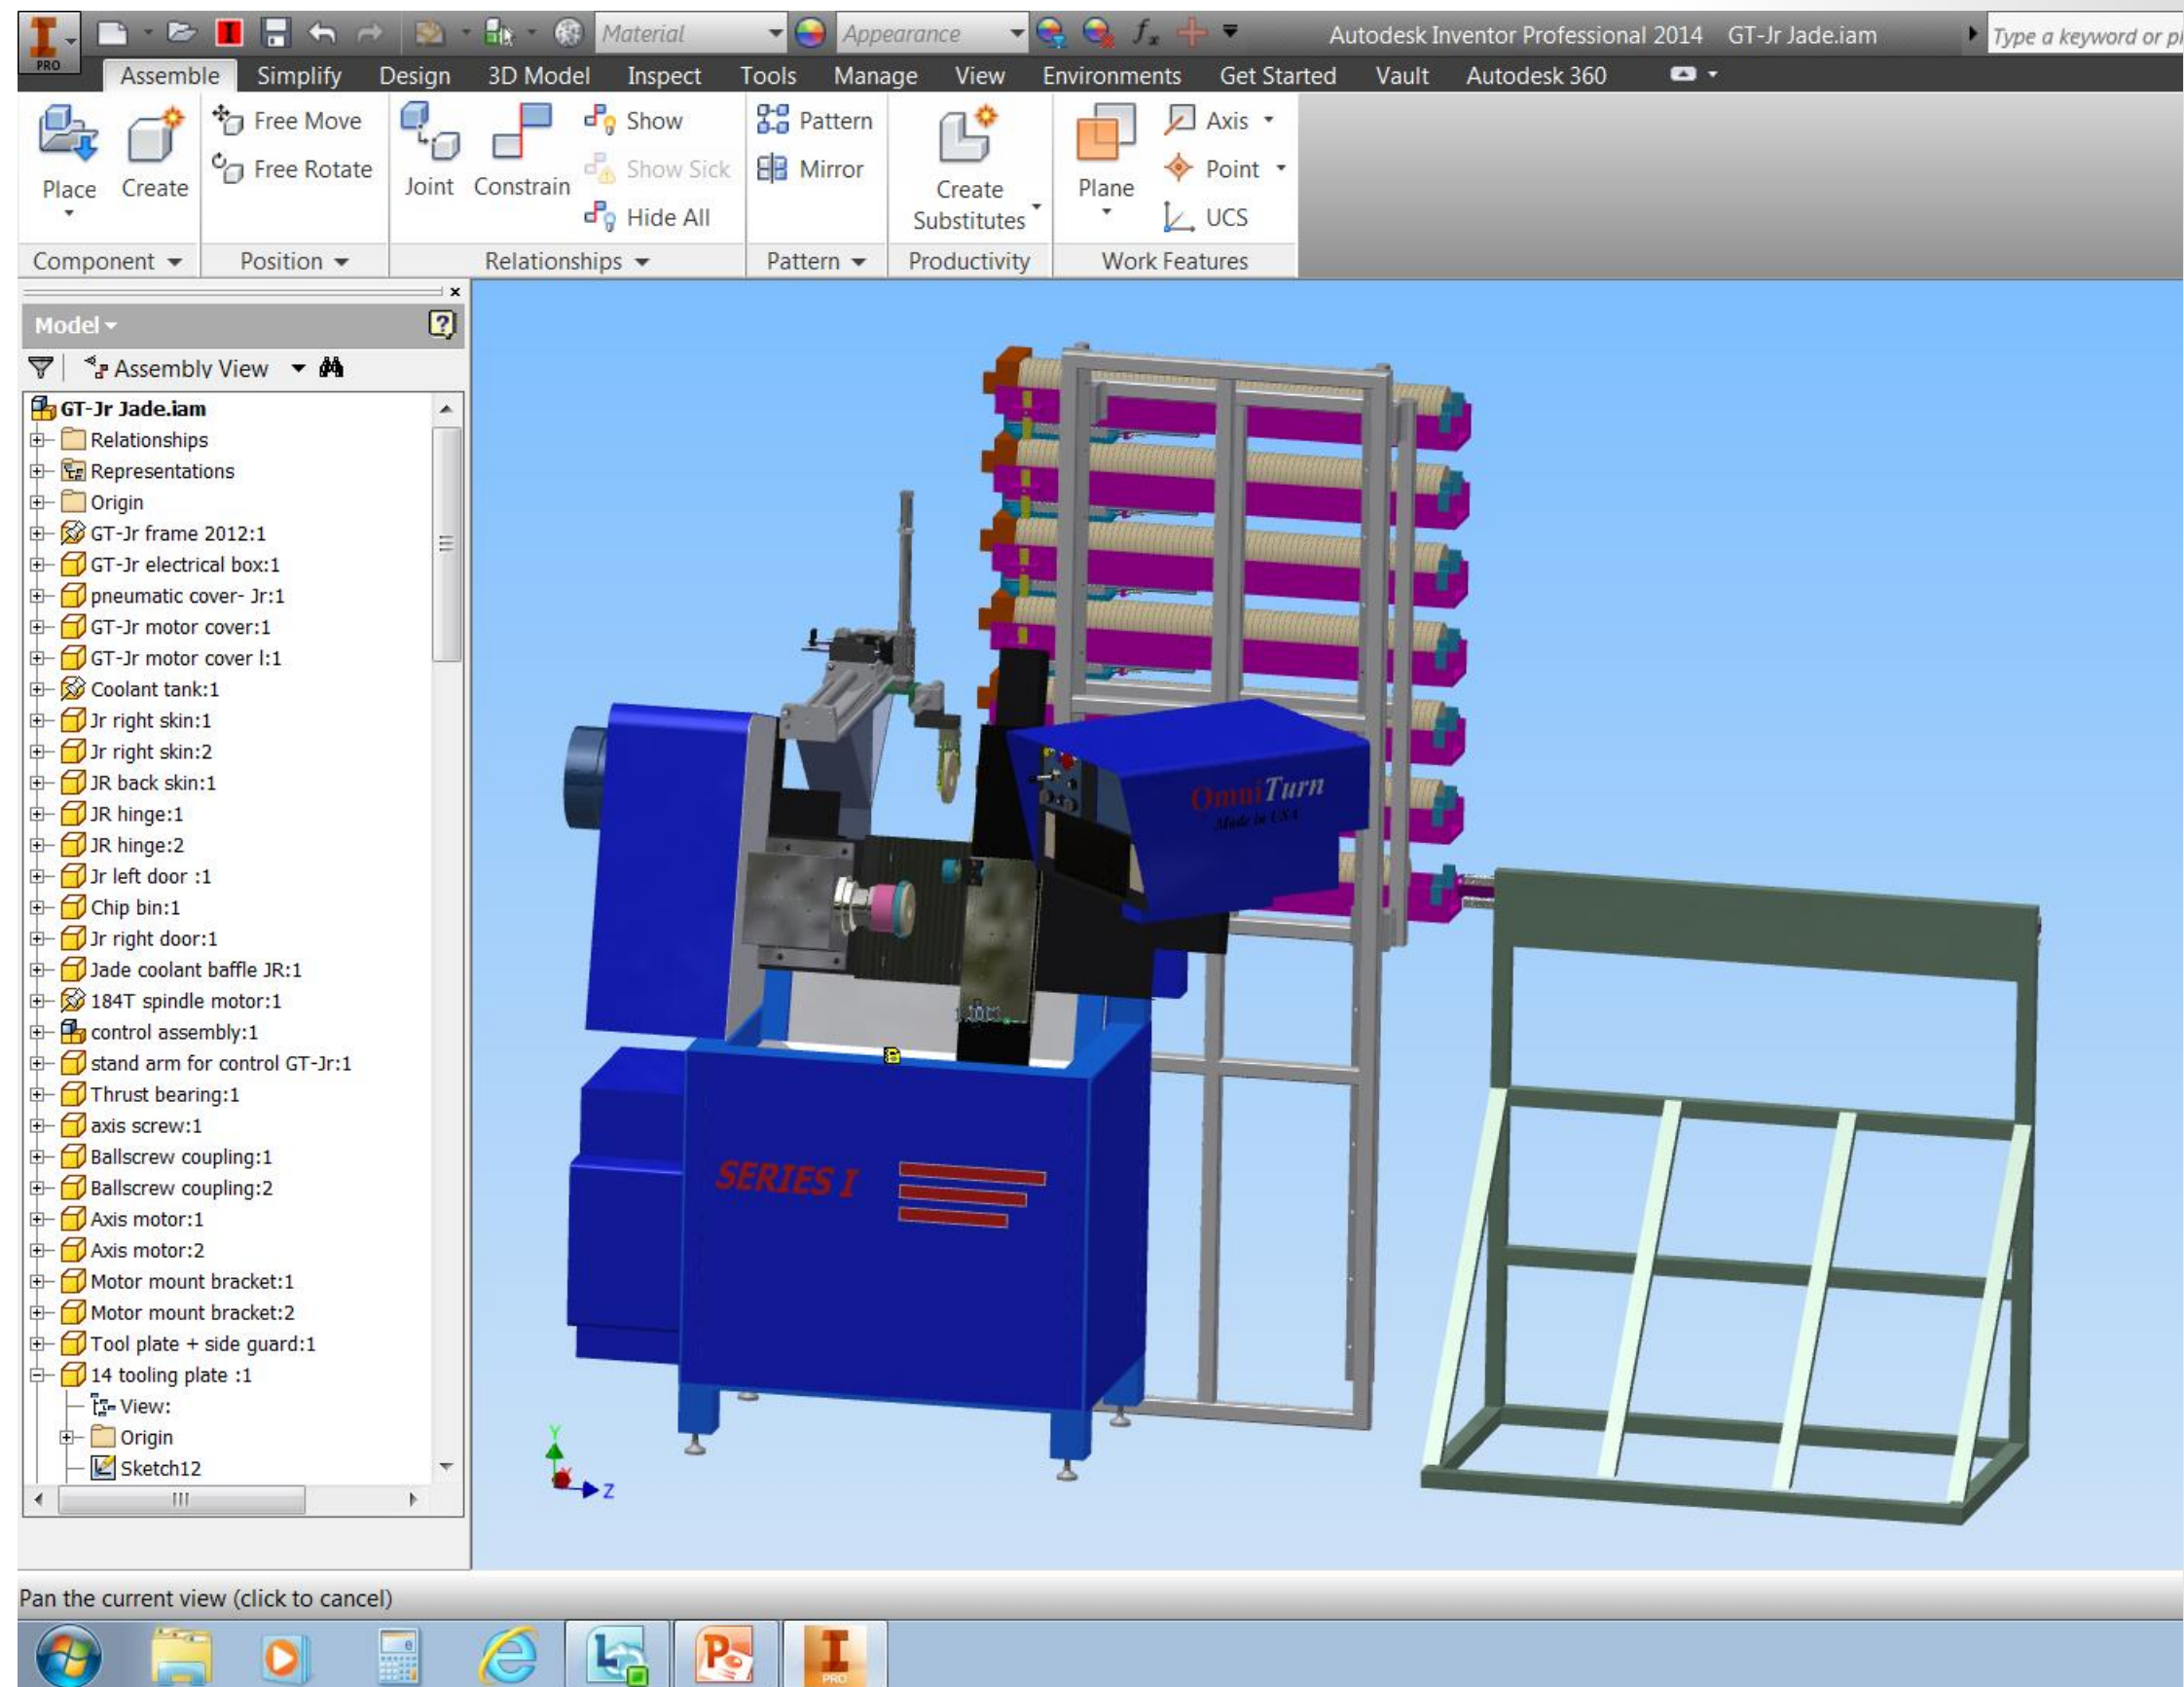 PRO
Material
Appearance
fx
Autodesk Inventor Professional 2014 GT-Jr Jade.iam
Type a keyword or
Assemble Simplify Design 3D Model Inspect Tools Manage View Environments Get Started Vault Autodesk 360
Place
Create
Free Move
Free Rotate
Joint
Constrain
Show
Show Sick
Hide All
Pattern
Mirror
Create
Substitutes
Plane
Axis
Point
UCS
Component Position Relationships Pattern Productivity Work Features
Model
Assembly View
GT-Jr Jade.iam
Relationships
Representations
Origin
GT-Jr frame 2012:1
GT-Jr electrical box:1
pneumatic cover- Jr:1
GT-Jr motor cover:1
GT-Jr motor cover l:1
Coolant tank:1
Jr right skin:1
Jr right skin:2
JR back skin:1
JR hinge:1
JR hinge:2
Jr left door :1
Chip bin:1
Jr right door:1
Jade coolant baffle JR:1
184T spindle motor:1
control assembly:1
stand arm for control GT-Jr:1
Thrust bearing:1
axis screw:1
Ballscrew coupling:1
Ballscrew coupling:2
Axis motor:1
Axis motor:2
Motor mount bracket:1
Motor mount bracket:2
Tool plate + side guard:1
14 tooling plate :1
View:
Origin
Sketch12
OmniTurn
Made in USA
SERIES I
Y
Z
Pan the current view (click to cancel)
PRO